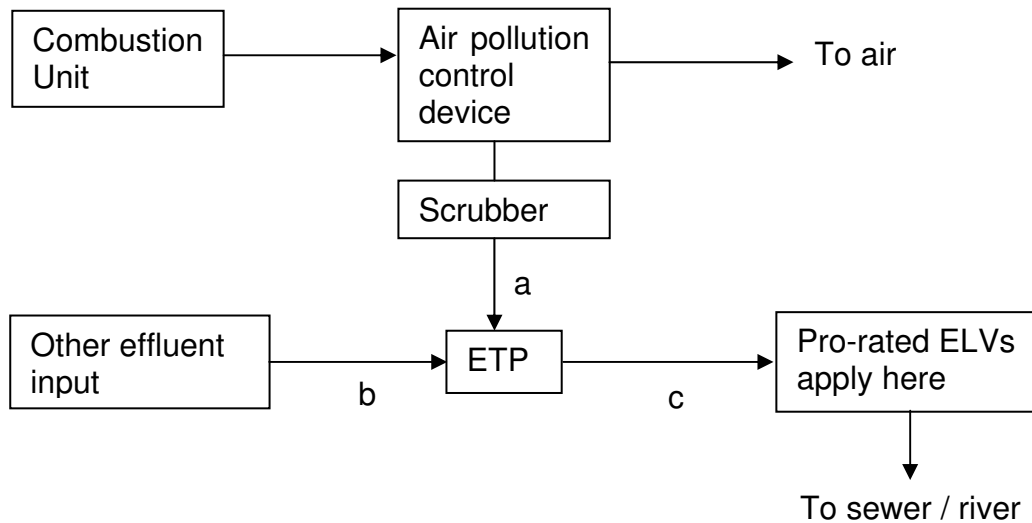 Combustion
Unit
Air pollution
control
device
To air
Scrubber
a
Other effluent
input
b
ETP
c
Pro-rated ELVs
apply here
To sewer / river